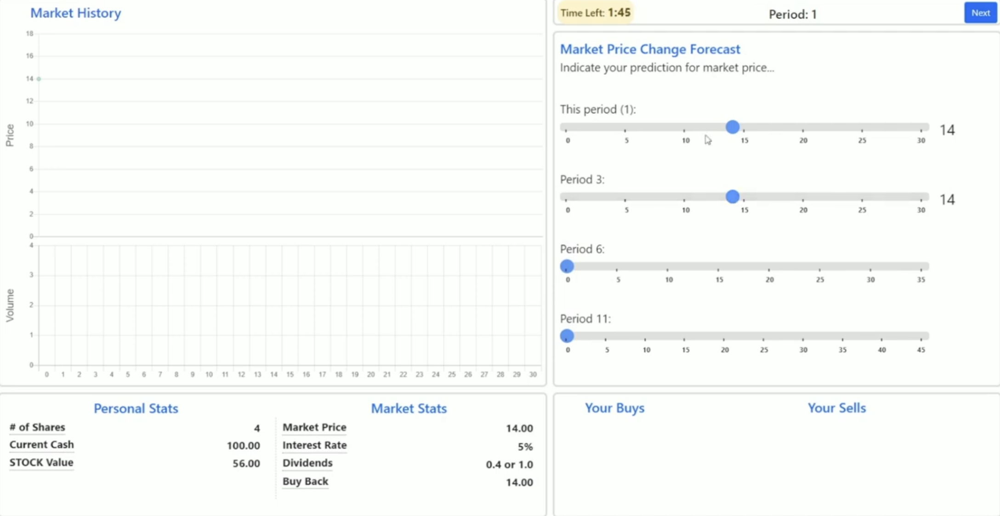 Market History
18
16
14
12
10
8
6
4
2
0
Price
4
3
2
1
0
Volume
0 1 2 3 4 5 6 7 8 9 10 11 12 13 14 15 16 17 18 19 20 21 22 23 24 25 26 27 28 29 30
Time Left: 1:45
Period: 1
Next
Market Price Change Forecast
Indicate your prediction for market price...
This period (1):
14
0 5 10 15 20 25 30
Period 3:
14
0 5 10 15 20 25 30
Period 6:
0 5 10 15 20 25 30 35
Period 11:
0 5 10 15 20 25 30 35 40 45
Personal Stats
# of Shares 4
Current Cash 100.00
STOCK Value 56.00
Market Stats
Market Price 14.00
Interest Rate 5%
Dividends 0.4 or 1.0
Buy Back 14.00
Your Buys
Your Sells